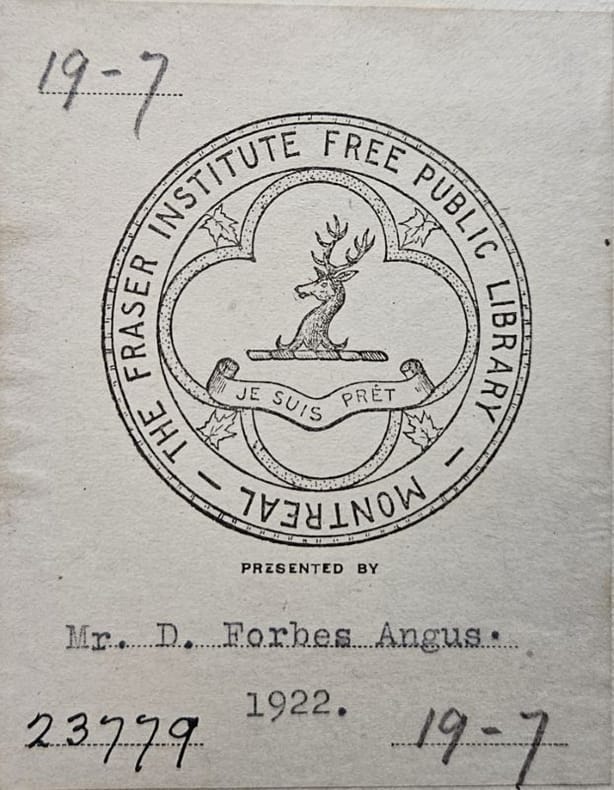 19-7
THE FRASER INSTITUTE FREE PUBLIC LIBRARY – MONTREAL –
JE SUIS PRÊT
PRESENTED BY
Mr. D. Forbes Angus.
1922.
23779
19-7